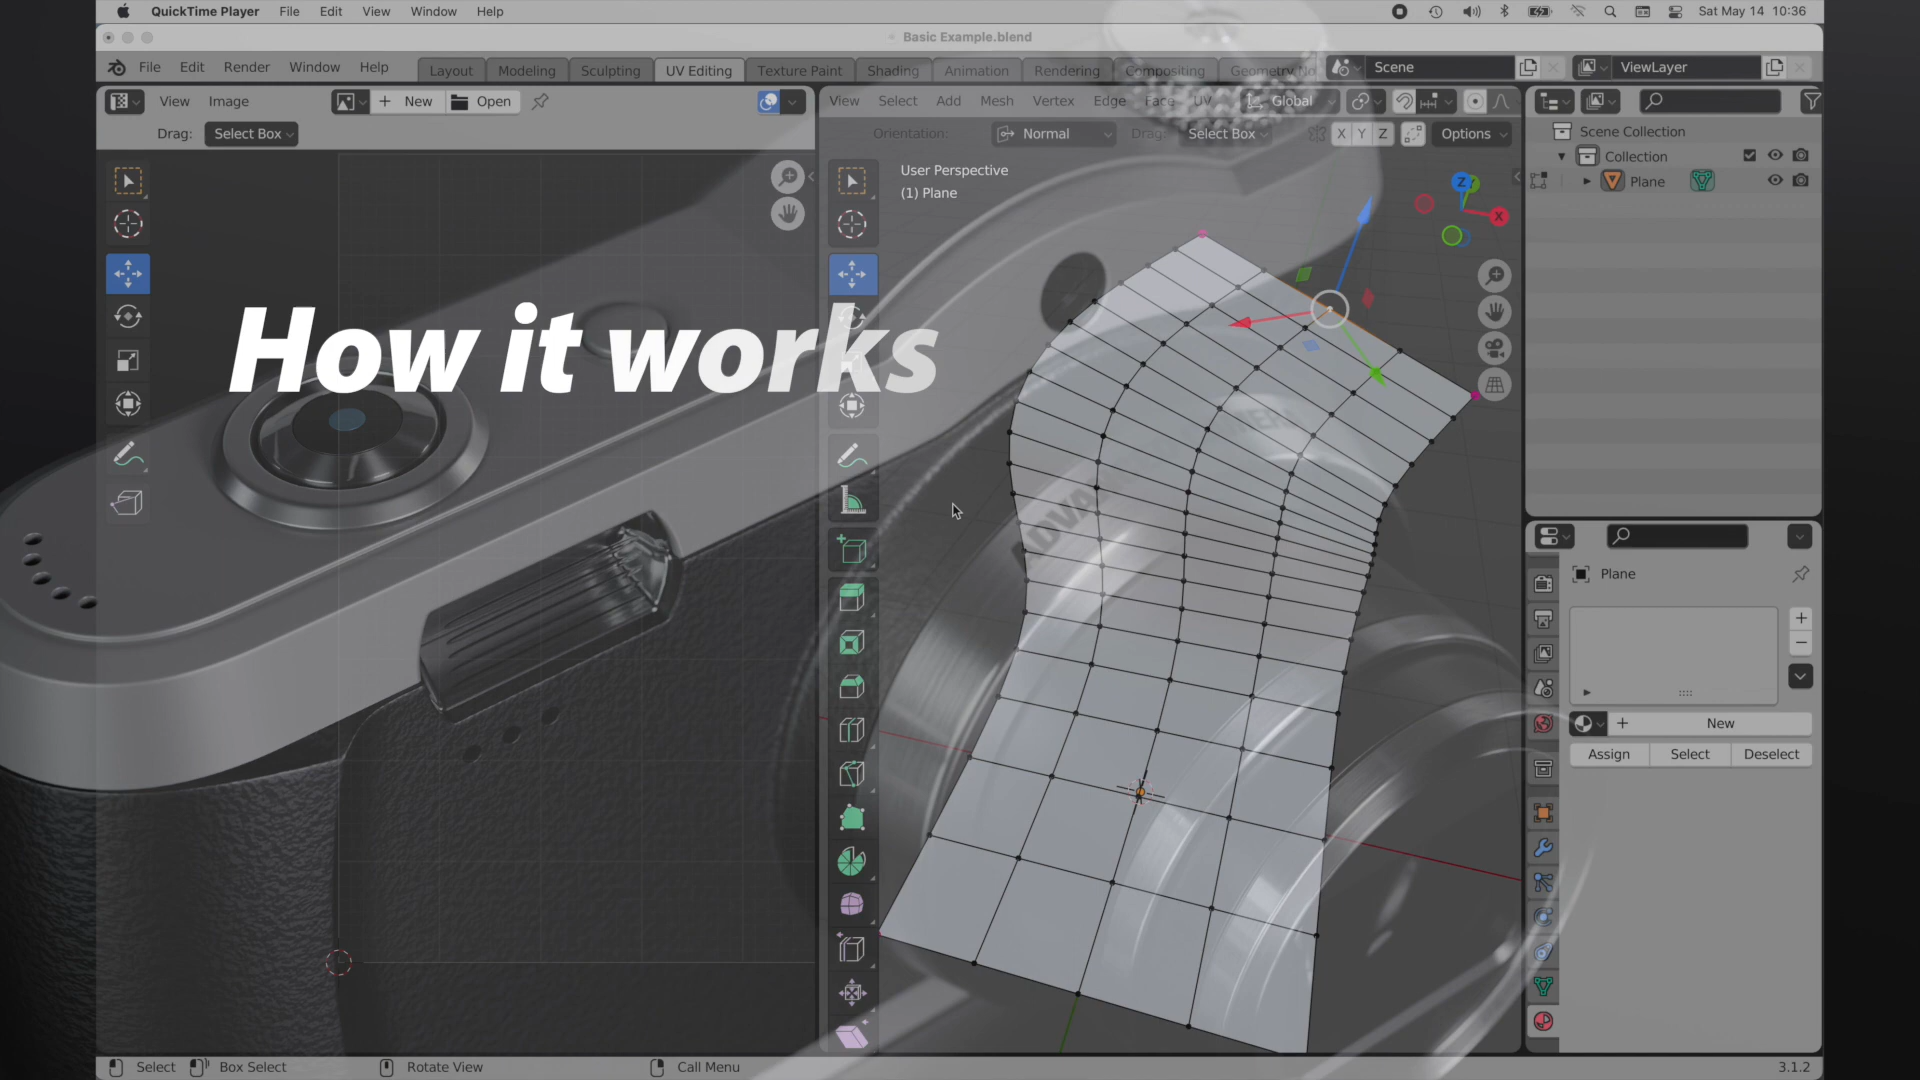 QuickTime Player File Edit View Window Help Sat May 14 10:36
Basic Example.blend
File Edit Render Window Help Layout Modeling Sculpting UV Editing Texture Paint Shading Animation Rendering Compositing Geometry No Scene ViewLayer
View Image New Open
Drag: Select Box
View Select Add Mesh Vertex Edge Face UV Global
Orientation: Normal Drag: Select Box X Y Z Options
User Perspective
(1) Plane
Z Y
X
How it works
Scene Collection
Collection
Plane
Plane
New
Assign Select Deselect
Select Box Select Rotate View Call Menu 3.1.2